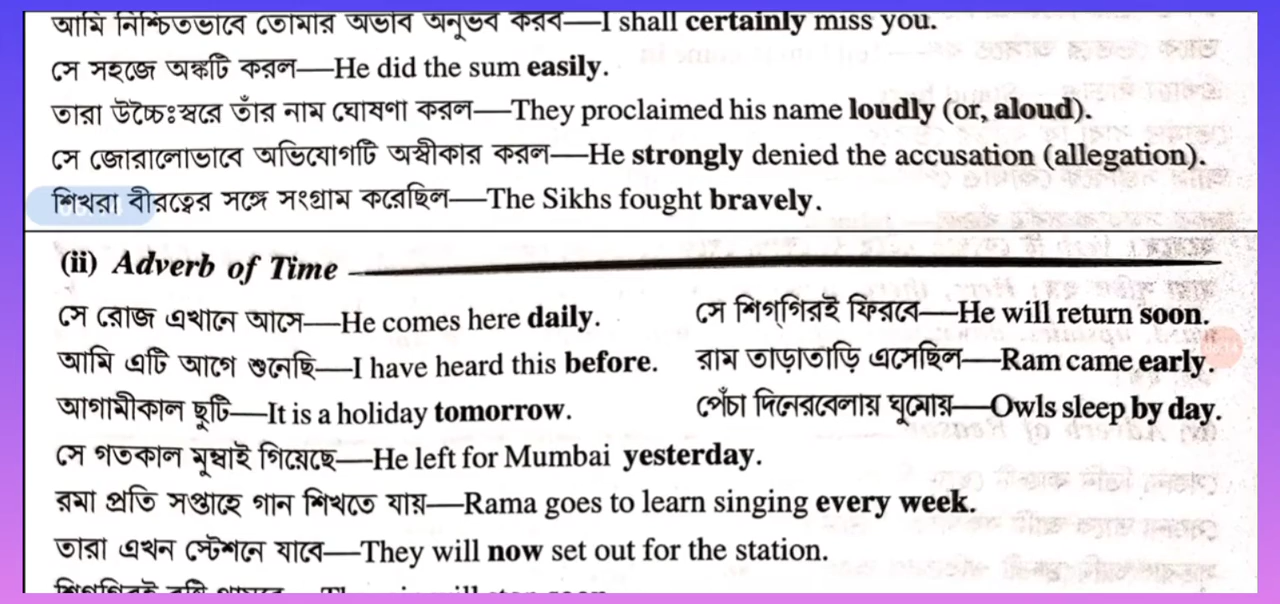 আমি নিশ্চিতভাবে তোমার অভাব অনুভব করব—I shall certainly miss you.
সে সহজে অঙ্কটি করল—He did the sum easily.
তারা উচ্চৈঃস্বরে তাঁর নাম ঘোষণা করল—They proclaimed his name loudly (or, aloud).
সে জোরালোভাবে অভিযোগটি অস্বীকার করল—He strongly denied the accusation (allegation).
শিখরা বীরত্বের সঙ্গে সংগ্রাম করেছিল—The Sikhs fought bravely.
(ii) Adverb of Time
সে রোজ এখানে আসে—He comes here daily. সে শিগ্‌গিরই ফিরবে—He will return soon.
আমি এটি আগে শুনেছি—I have heard this before. রাম তাড়াতাড়ি এসেছিল—Ram came early.
আগামীকাল ছুটি—It is a holiday tomorrow. পেঁচা দিনেরবেলায় ঘুমোয়—Owls sleep by day.
সে গতকাল মুম্বাই গিয়েছে—He left for Mumbai yesterday.
রমা প্রতি সপ্তাহে গান শিখতে যায়—Rama goes to learn singing every week.
তারা এখন স্টেশনে যাবে—They will now set out for the station.